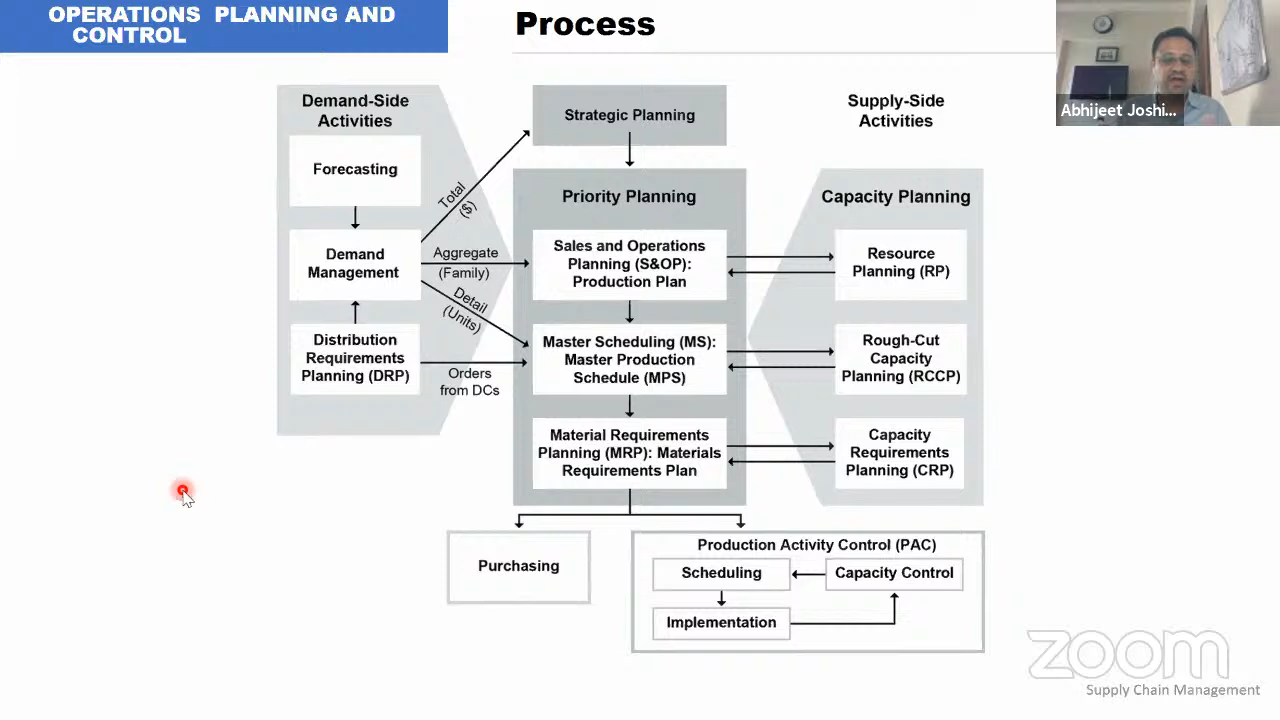 OPERATIONS PLANNING AND
CONTROL
Process
Abhijeet Joshi...
Demand-Side
Activities
Forecasting
Demand
Management
Distribution
Requirements
Planning (DRP)
Total
($)
Aggregate
(Family)
Detail
(Units)
Orders
from DCs
Strategic Planning
Priority Planning
Sales and Operations
Planning (S&OP):
Production Plan
Master Scheduling (MS):
Master Production
Schedule (MPS)
Material Requirements
Planning (MRP): Materials
Requirements Plan
Supply-Side
Activities
Capacity Planning
Resource
Planning (RP)
Rough-Cut
Capacity
Planning (RCCP)
Capacity
Requirements
Planning (CRP)
Purchasing
Production Activity Control (PAC)
Scheduling
Capacity Control
Implementation
zoom
Supply Chain Management